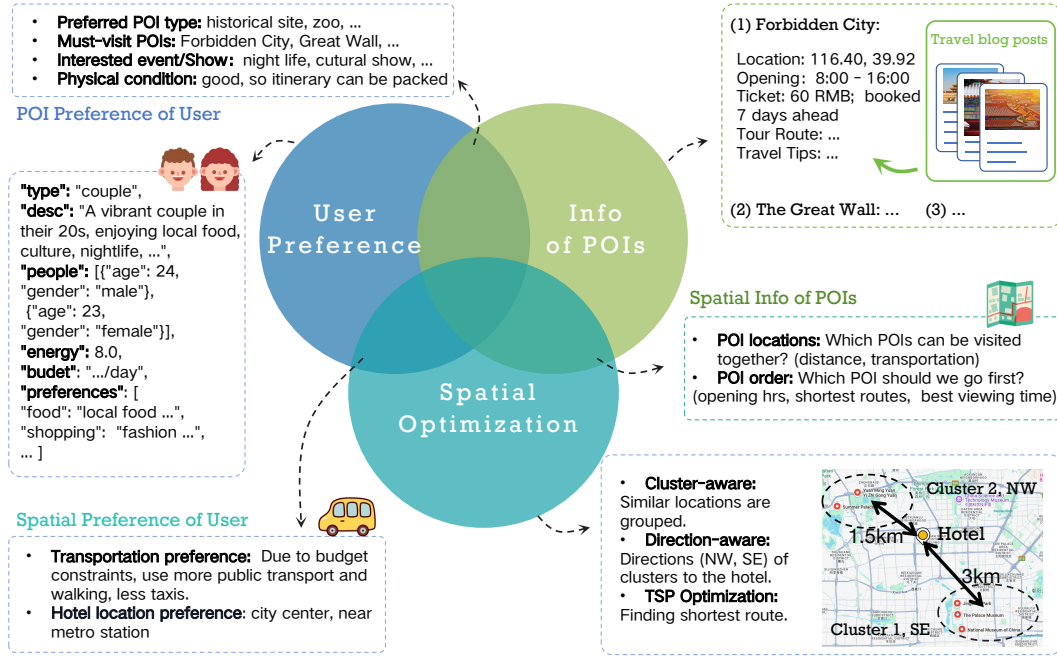 • Preferred POI type: historical site, zoo, ...
• Must-visit POIs: Forbidden City, Great Wall, ...
• Interested event/Show: night life, cutural show, ...
• Physical condition: good, so itinerary can be packed
POI Preference of User
"type": "couple",
"desc": "A vibrant couple in
their 20s, enjoying local food,
culture, nightlife, ...",
"people": [{"age": 24,
"gender": "male"},
{"age": 23,
"gender": "female"}],
"energy": 8.0,
"budet": ".../day",
"preferences": [
"food": "local food ...",
"shopping": "fashion ...",
... ]
User
Preference
Info
of POIs
Spatial
Optimization
(1) Forbidden City:
Location: 116.40, 39.92
Opening: 8:00 - 16:00
Ticket: 60 RMB; booked
7 days ahead
Tour Route: ...
Travel Tips: ...
Travel blog posts
(2) The Great Wall: ... (3) ...
Spatial Info of POIs
• POI locations: Which POIs can be visited
together? (distance, transportation)
• POI order: Which POI should we go first?
(opening hrs, shortest routes, best viewing time)
Spatial Preference of User
• Transportation preference: Due to budget
constraints, use more public transport and
walking, less taxis.
• Hotel location preference: city center, near
metro station
• Cluster-aware:
Similar locations are
grouped.
• Direction-aware:
Directions (NW, SE) of
clusters to the hotel.
• TSP Optimization:
Finding shortest route.
Cluster 2, NW
Summer Palace
1.5km
Hotel
3km
The Palace Museum
National Museum of China
Cluster 1, SE